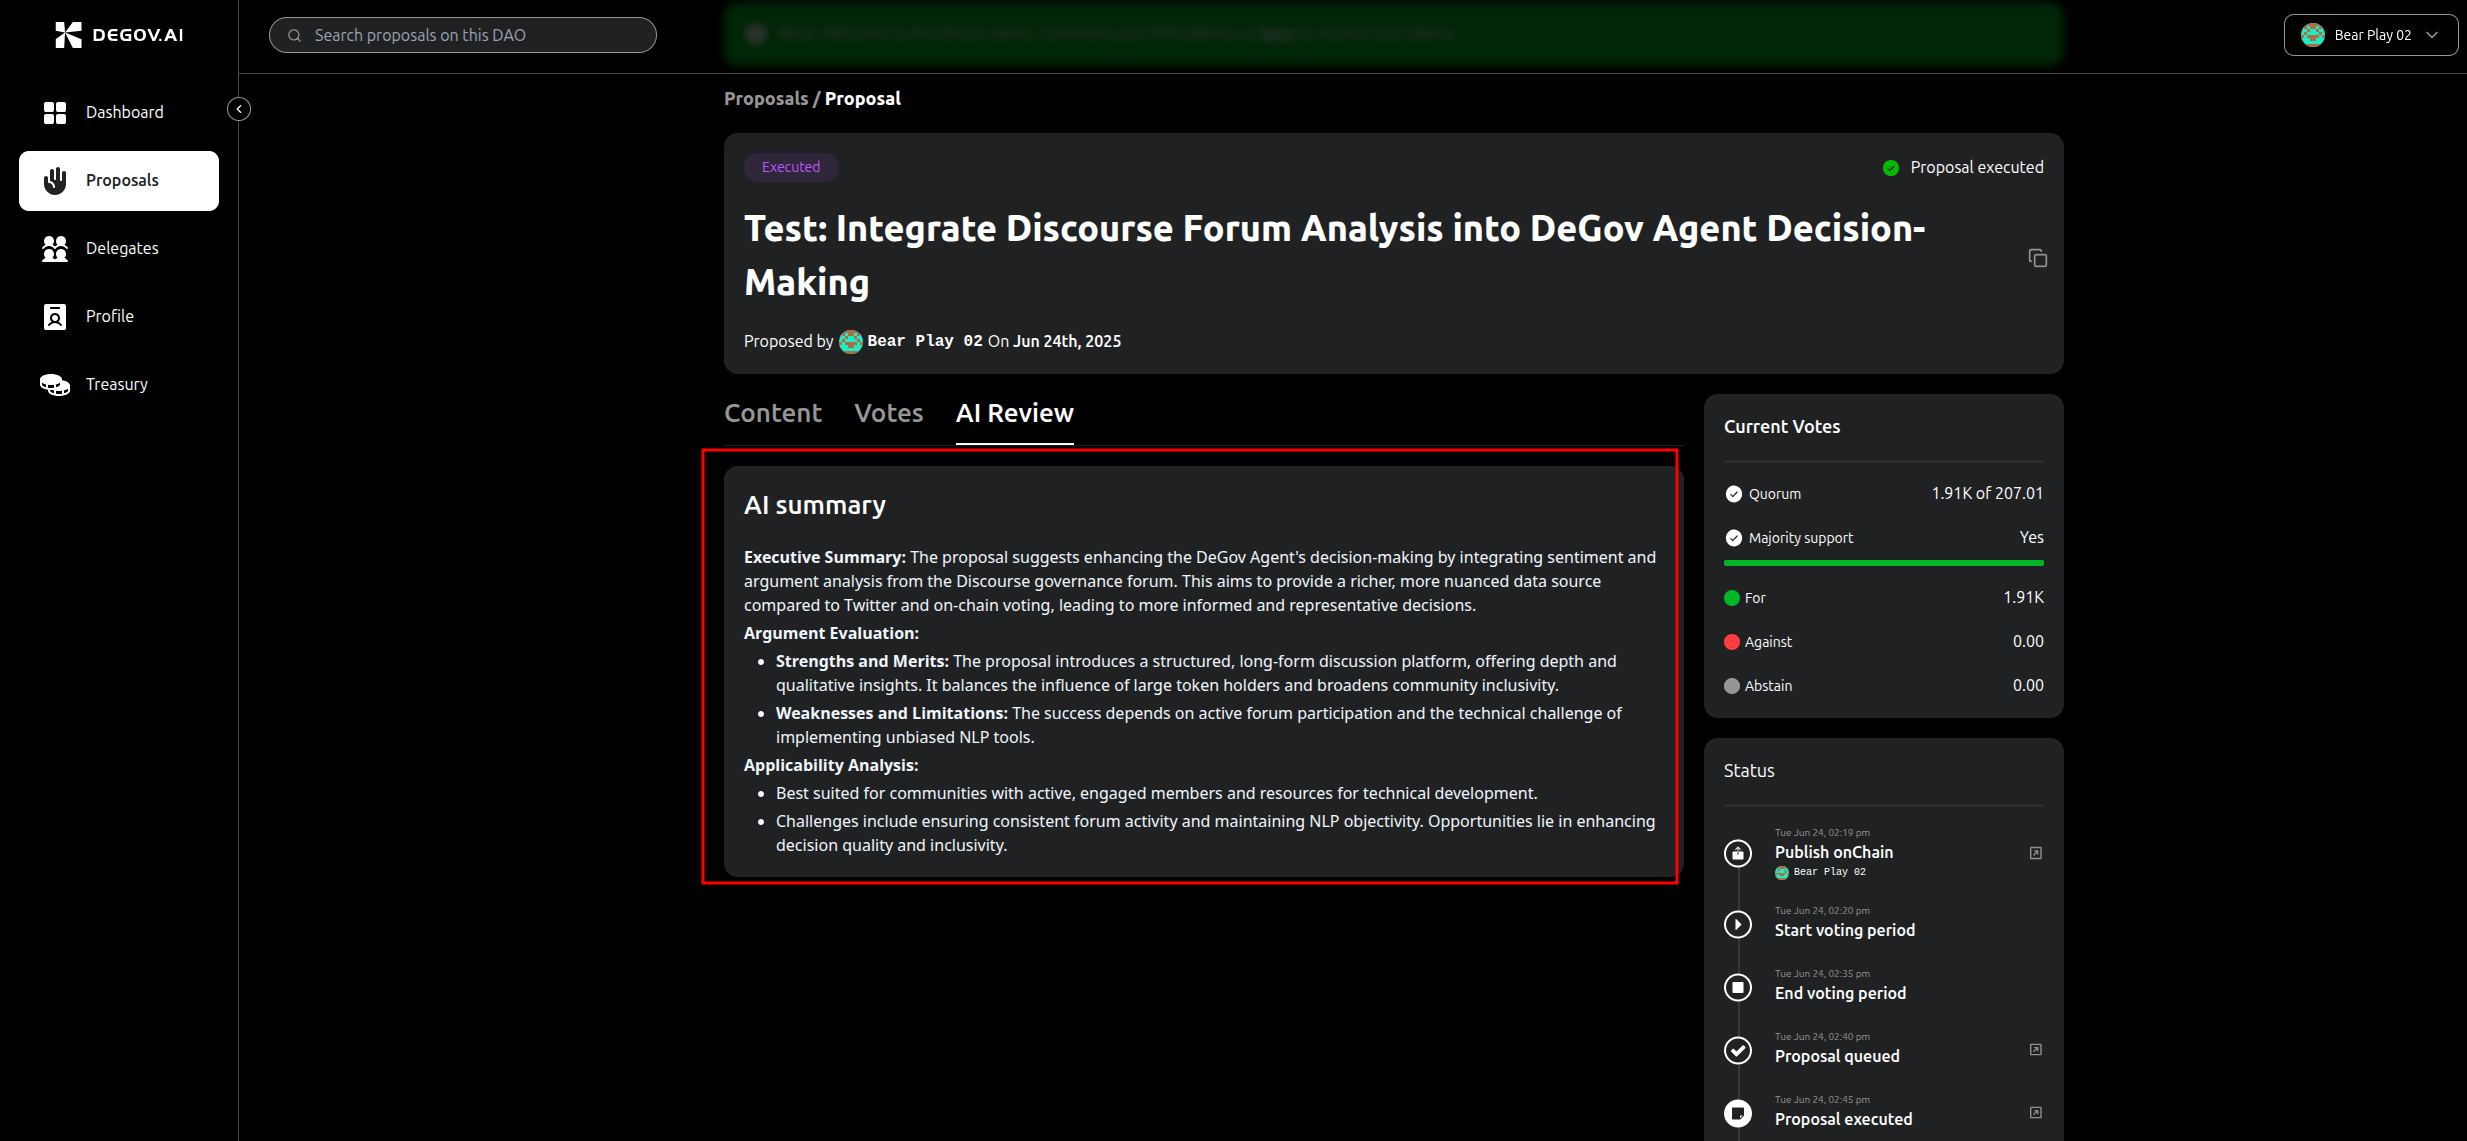 DEGOV.AI
Search proposals on this DAO
Bear Play 02
Dashboard
Proposals
Delegates
Profile
Treasury
Proposals / Proposal
Executed
Proposal executed
Test: Integrate Discourse Forum Analysis into DeGov Agent Decision-
Making
Proposed by Bear Play 02 On Jun 24th, 2025
Content
Votes
AI Review
AI summary
Executive Summary: The proposal suggests enhancing the DeGov Agent's decision-making by integrating sentiment and
argument analysis from the Discourse governance forum. This aims to provide a richer, more nuanced data source
compared to Twitter and on-chain voting, leading to more informed and representative decisions.
Argument Evaluation:
• Strengths and Merits: The proposal introduces a structured, long-form discussion platform, offering depth and
qualitative insights. It balances the influence of large token holders and broadens community inclusivity.
• Weaknesses and Limitations: The success depends on active forum participation and the technical challenge of
implementing unbiased NLP tools.
Applicability Analysis:
• Best suited for communities with active, engaged members and resources for technical development.
• Challenges include ensuring consistent forum activity and maintaining NLP objectivity. Opportunities lie in enhancing
decision quality and inclusivity.
Current Votes
Quorum 1.91K of 207.01
Majority support Yes
For 1.91K
Against 0.00
Abstain 0.00
Status
Tue Jun 24, 02:19 pm
Publish onChain
Bear Play 02
Tue Jun 24, 02:20 pm
Start voting period
Tue Jun 24, 02:35 pm
End voting period
Tue Jun 24, 02:40 pm
Proposal queued
Tue Jun 24, 02:45 pm
Proposal executed